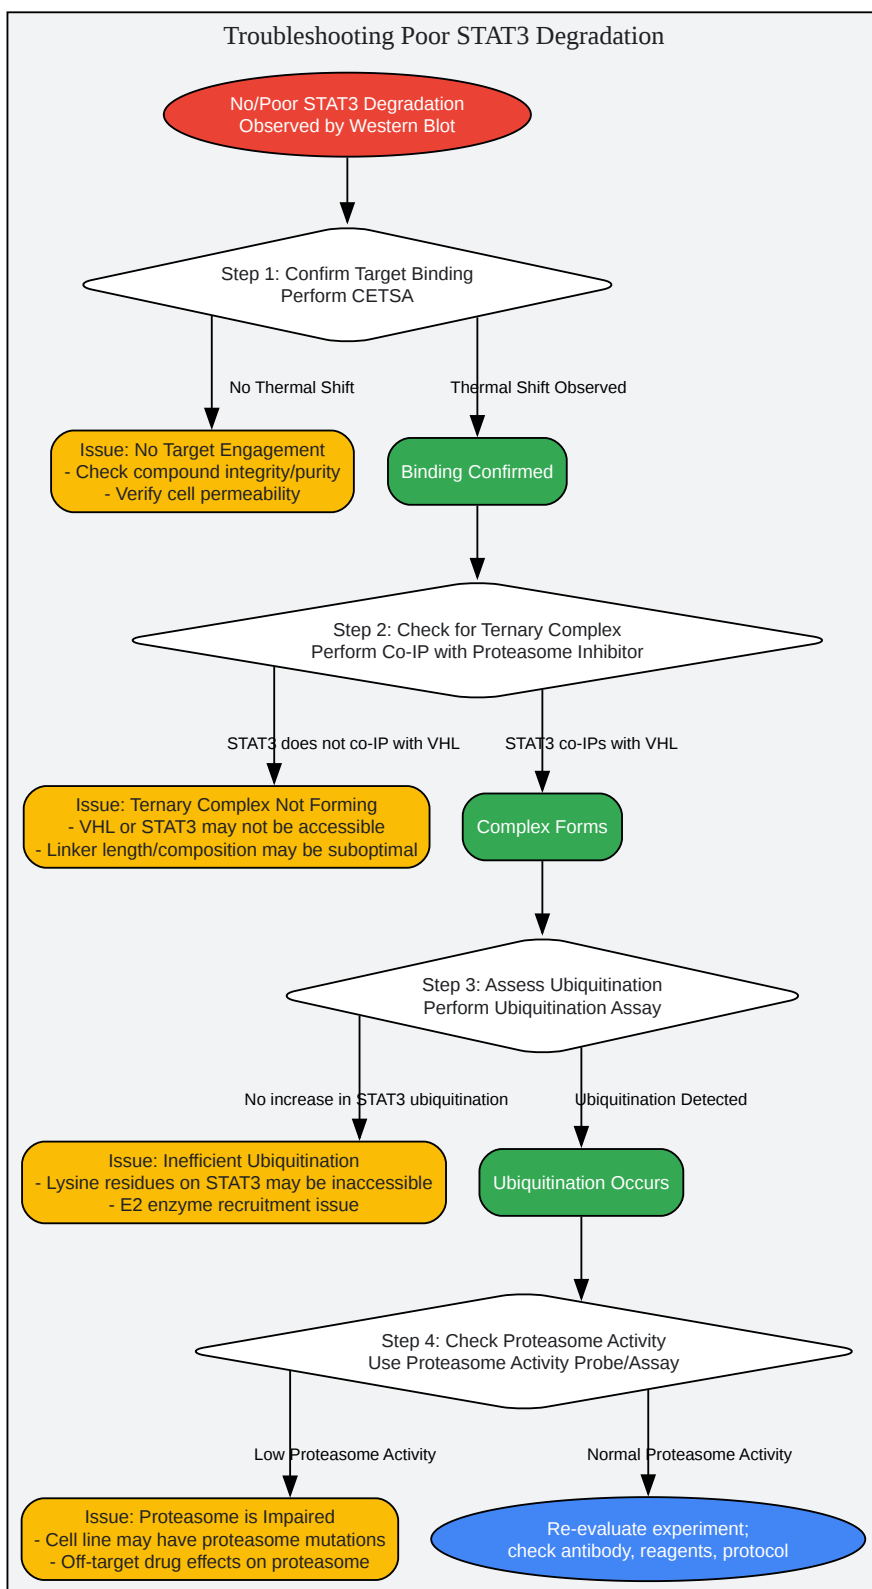 Troubleshooting Poor STAT3 Degradation
No/Poor STAT3 Degradation
Observed by Western Blot
Step 1: Confirm Target Binding
Perform CETSA
No Thermal Shift
Thermal Shift Observed
Issue: No Target Engagement
- Check compound integrity/purity
- Verify cell permeability
Binding Confirmed
Step 2: Check for Ternary Complex
Perform Co-IP with Proteasome Inhibitor
STAT3 does not co-IP with VHL
STAT3 co-IPs with VHL
Issue: Ternary Complex Not Forming
- VHL or STAT3 may not be accessible
- Linker length/composition may be suboptimal
Complex Forms
Step 3: Assess Ubiquitination
Perform Ubiquitination Assay
No increase in STAT3 ubiquitination
Ubiquitination Detected
Issue: Inefficient Ubiquitination
- Lysine residues on STAT3 may be inaccessible
- E2 enzyme recruitment issue
Ubiquitination Occurs
Step 4: Check Proteasome Activity
Use Proteasome Activity Probe/Assay
Low Proteasome Activity
Normal Proteasome Activity
Issue: Proteasome is Impaired
- Cell line may have proteasome mutations
- Off-target drug effects on proteasome
Re-evaluate experiment;
check antibody, reagents, protocol